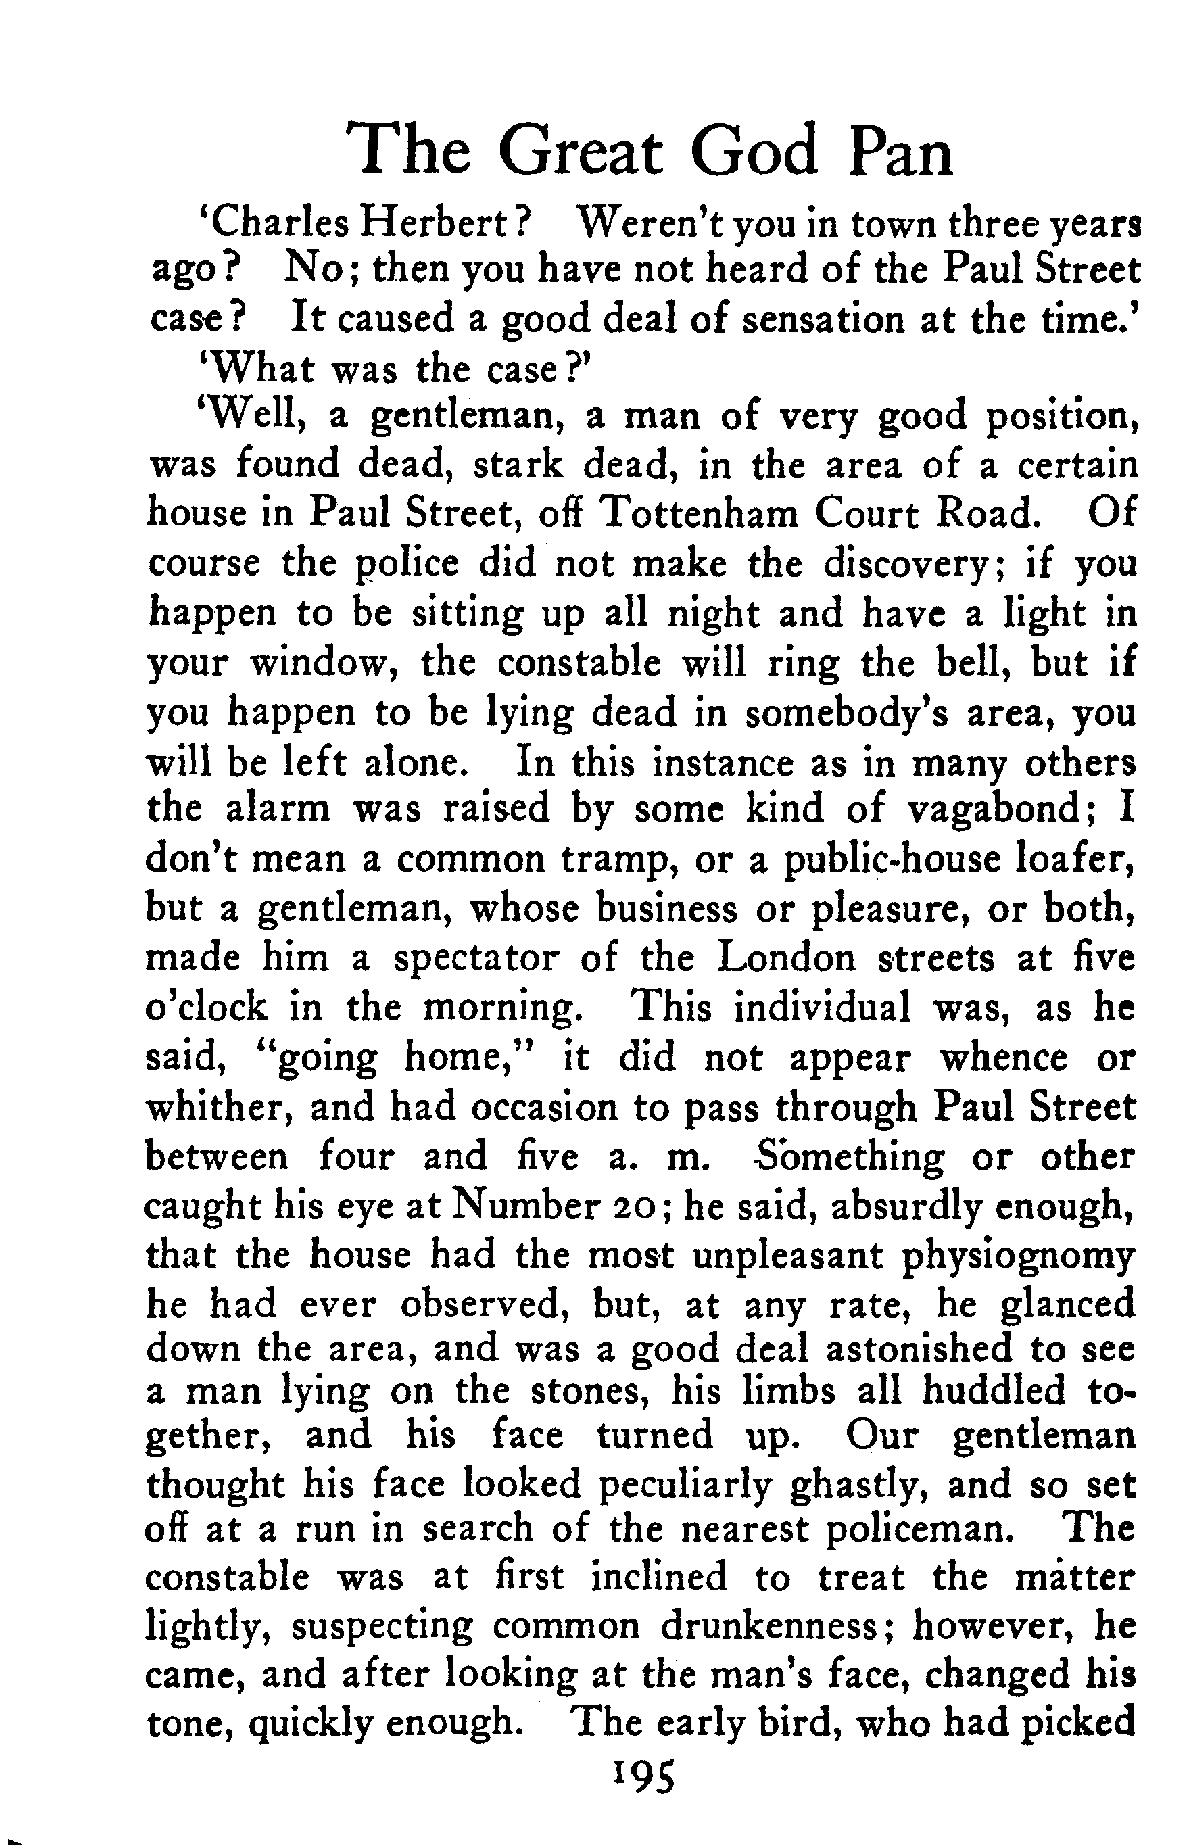 The Great God Pan
‘Charles Herbert? Weren’t you in town three years
ago? No; then you have not heard of the Paul Street
case? It caused a good deal of sensation at the time.’
‘What was the case?’
‘Well, a gentleman, a man of very good position,
was found dead, stark dead, in the area of a certain
house in Paul Street, off Tottenham Court Road. Of
course the police did not make the discovery; if you
happen to be sitting up all night and have a light in
your window, the constable will ring the bell, but if
you happen to be lying dead in somebody’s area, you
will be left alone. In this instance as in many others
the alarm was raised by some kind of vagabond; I
don’t mean a common tramp, or a public-house loafer,
but a gentleman, whose business or pleasure, or both,
made him a spectator of the London streets at five
o’clock in the morning. This individual was, as he
said, “going home,” it did not appear whence or
whither, and had occasion to pass through Paul Street
between four and five a. m. Something or other
caught his eye at Number 20; he said, absurdly enough,
that the house had the most unpleasant physiognomy
he had ever observed, but, at any rate, he glanced
down the area, and was a good deal astonished to see
a man lying on the stones, his limbs all huddled to-
gether, and his face turned up. Our gentleman
thought his face looked peculiarly ghastly, and so set
off at a run in search of the nearest policeman. The
constable was at first inclined to treat the matter
lightly, suspecting common drunkenness; however, he
came, and after looking at the man’s face, changed his
tone, quickly enough. The early bird, who had picked
195